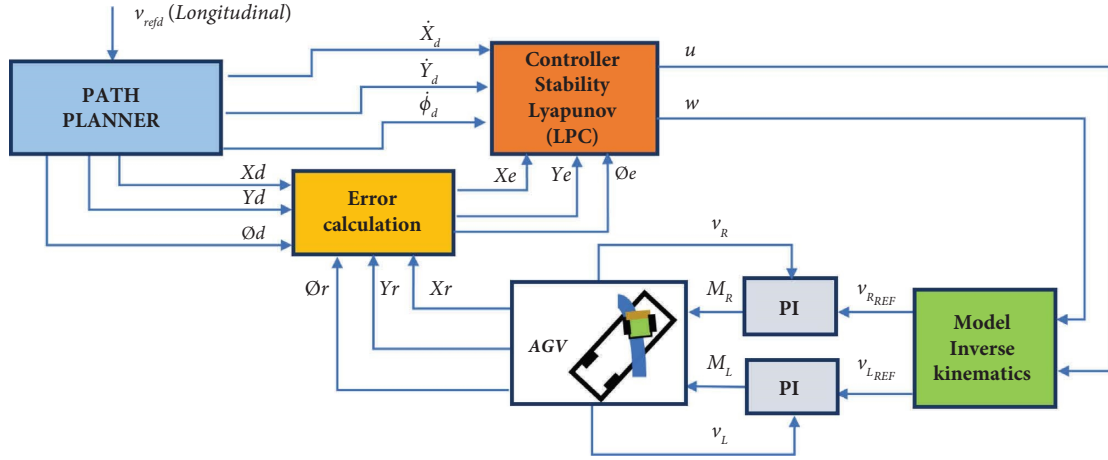 v_refd (Longitudinal)
PATH
PLANNER
Ẋ_d
Ẏ_d
ϕ̇_d
Controller
Stability
Lyapunov
(LPC)
u
w
Xd
Yd
Ød
Error
calculation
Xe
Ye
Øe
Ør
Yr
Xr
v_R
AGV
M_R
PI
v_R_REF
Model
Inverse
kinematics
M_L
PI
v_L_REF
v_L